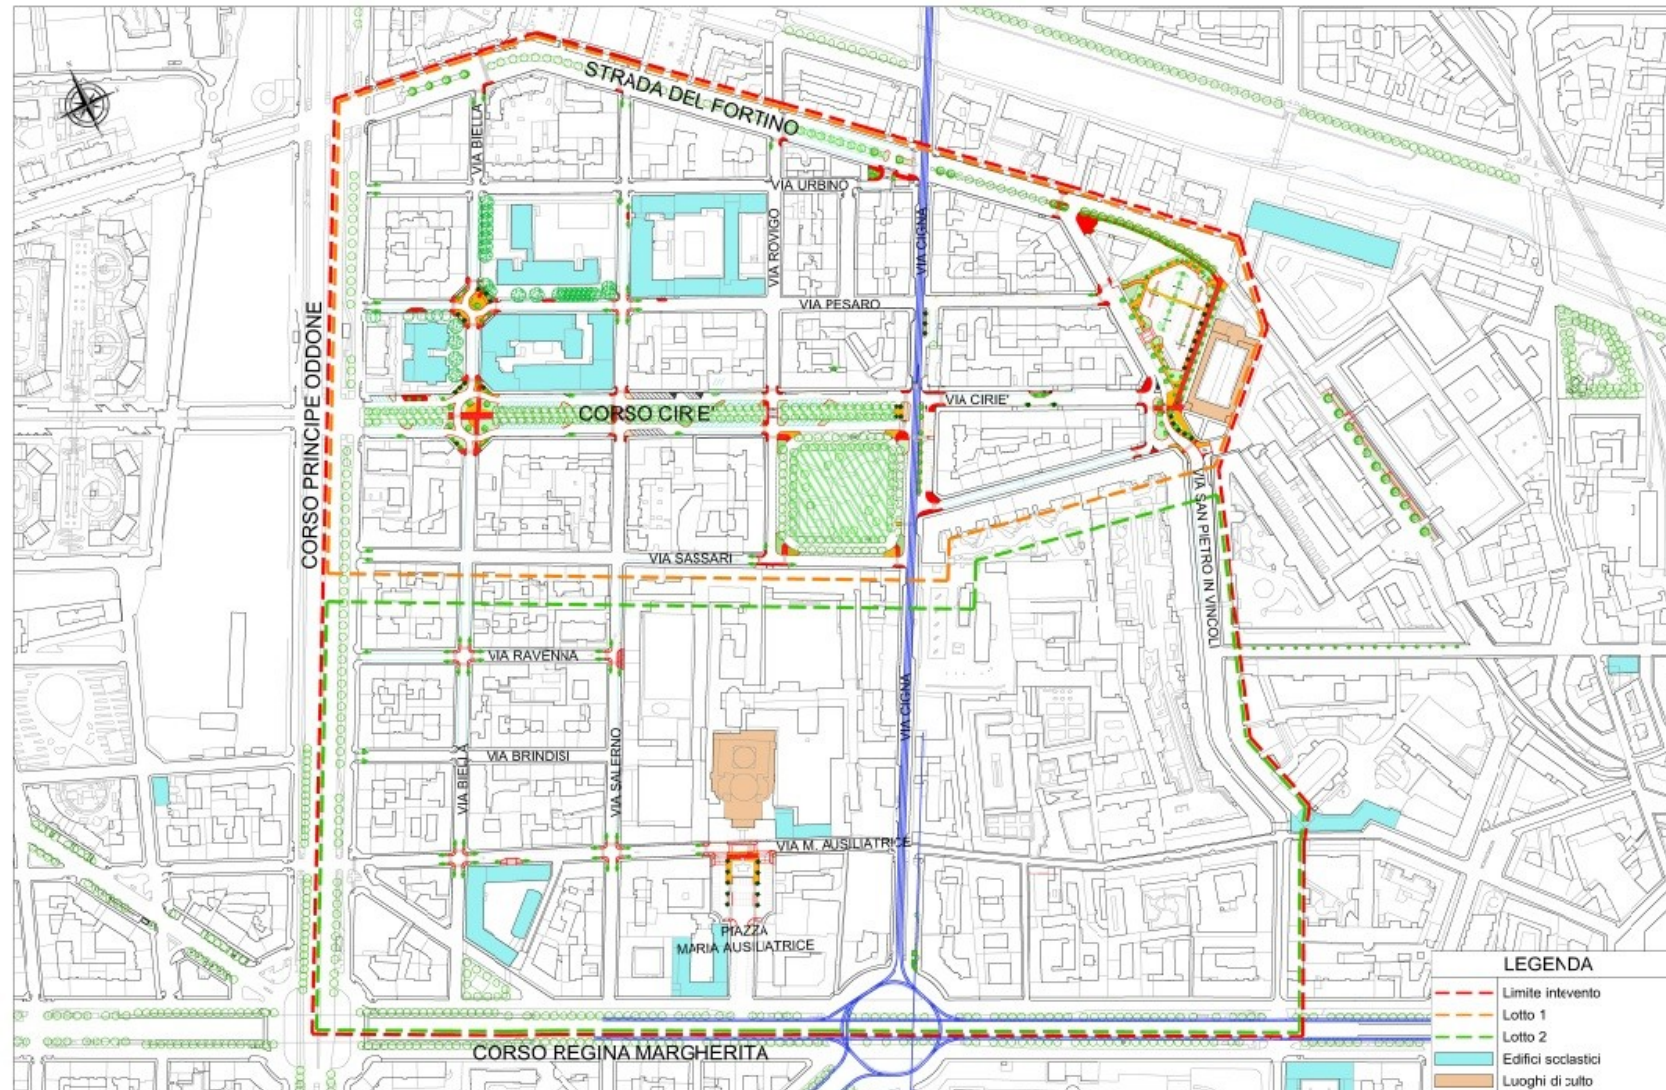 STRADA DEL FORTINO
VIA BIELLA
VIA URBINO
VIA ROVIGO
VIA CIGNA
VIA PESARO
CORSO PRINCIPE ODDONE
CORSO CIRIE'
VIA CIRIE'
VIA SASSARI
VIA SAN PIETRO IN VINCOLI
VIA RAVENNA
VIA CIGNA
VIA BRINDISI
VIA BIELLA
VIA SALERNO
VIA M. AUSILIATRICE
PIAZZA
MARIA AUSILIATRICE
CORSO REGINA MARGHERITA
LEGENDA
Limite intevento
Lotto 1
Lotto 2
Edifici scolastici
Luoghi di culto